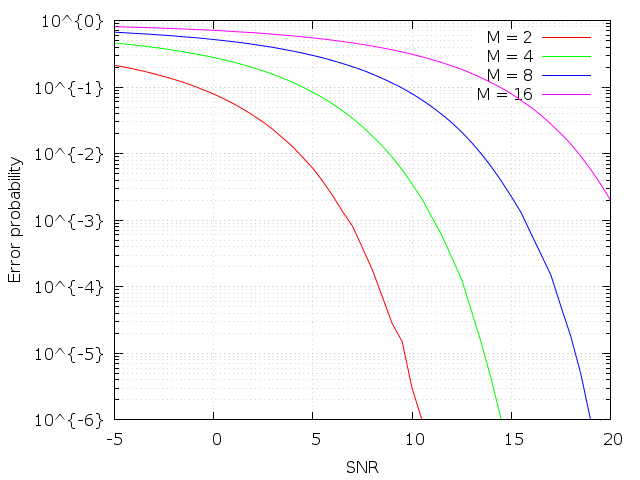 10^{0}
10^{-1}
10^{-2}
10^{-3}
10^{-4}
10^{-5}
10^{-6}
Error probability
M = 2
M = 4
M = 8
M = 16
-5 0 5 10 15 20
SNR